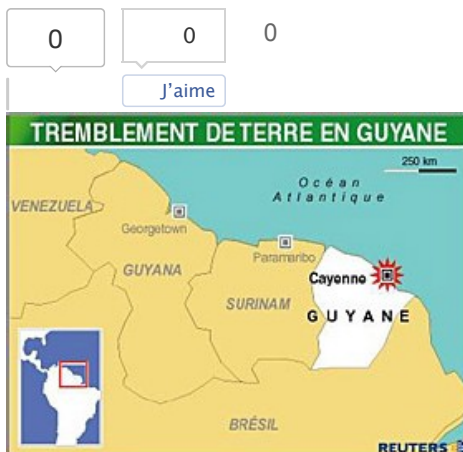 0 0 0
J'aime
TREMBLEMENT DE TERRE EN GUYANE
250 km
Océan
Atlantique
VENEZUELA
Georgetown
Paramaribo
GUYANA
Cayenne
SURINAM
GUYANE
BRÉSIL
REUTERS